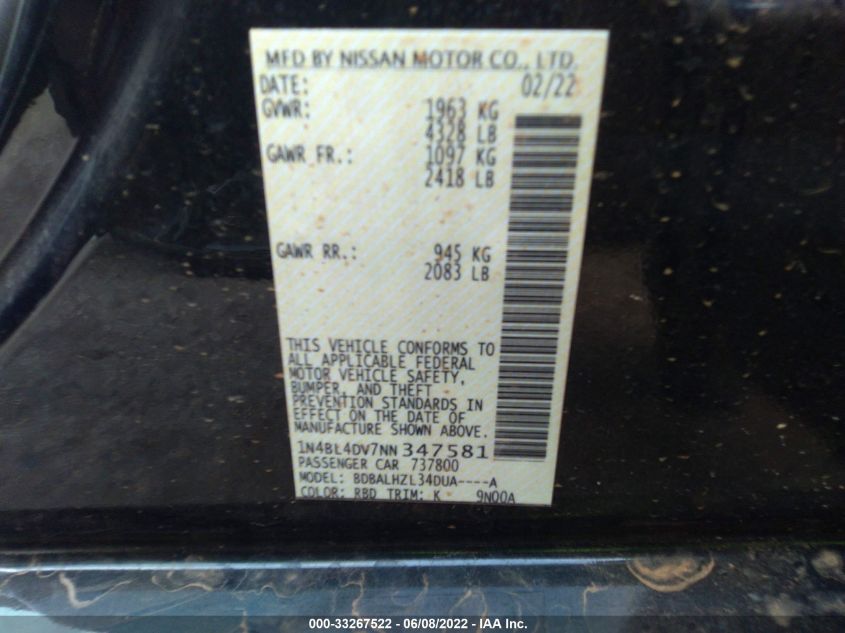 MFD BY NISSAN MOTOR CO., LTD.
DATE: 02/22
GVWR: 1963 KG
4328 LB
GAWR FR.: 1097 KG
2418 LB
GAWR RR.: 945 KG
2083 LB
THIS VEHICLE CONFORMS TO
ALL APPLICABLE FEDERAL
MOTOR VEHICLE SAFETY,
BUMPER, AND THEFT
PREVENTION STANDARDS IN
EFFECT ON THE DATE OF
MANUFACTURE SHOWN ABOVE.
1N4BL4DV7NN347581
PASSENGER CAR 737800
MODEL: BDBALHZL34DUA----A
COLOR: RBD TRIM: K 9N00A
000-33267522 - 06/08/2022 - IAA Inc.